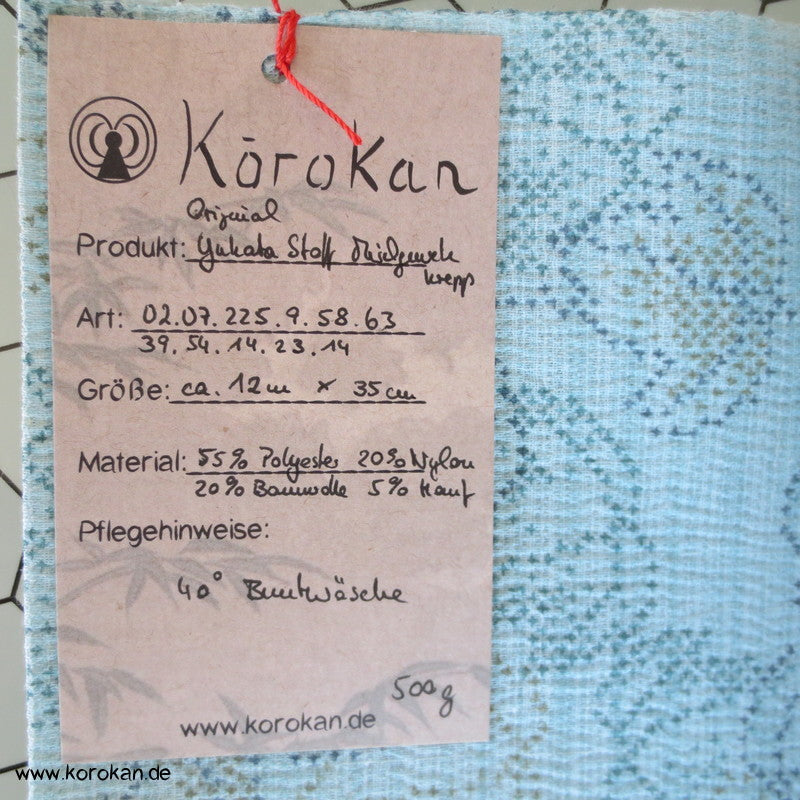 Kōrokan
Original
Produkt: Yukata Stoff Mischgewebe
krepp
Art: 02.07.225.9.58.63
39.54.14.23.14
Größe: ca. 12m x 35cm
Material: 55% Polyester 20% Nylon
20% Baumwolle 5% Hanf
Pflegehinweise:
40° Buntwäsche
500g
www.korokan.de
www.korokan.de